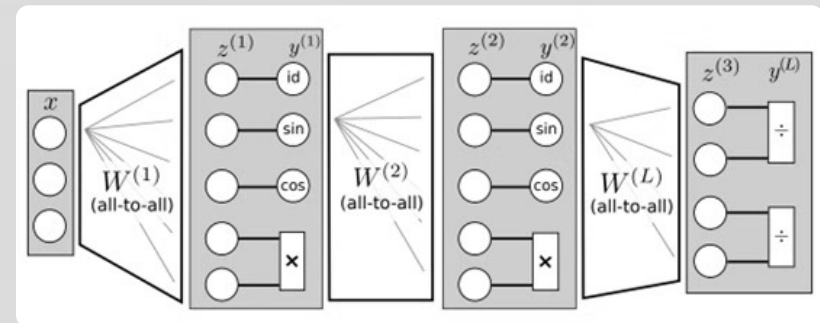 x
W^{(1)}
(all-to-all)
z^{(1)} y^{(1)}
id
sin
cos
×
W^{(2)}
(all-to-all)
z^{(2)} y^{(2)}
id
sin
cos
×
W^{(L)}
(all-to-all)
z^{(3)} y^{(L)}
÷
÷